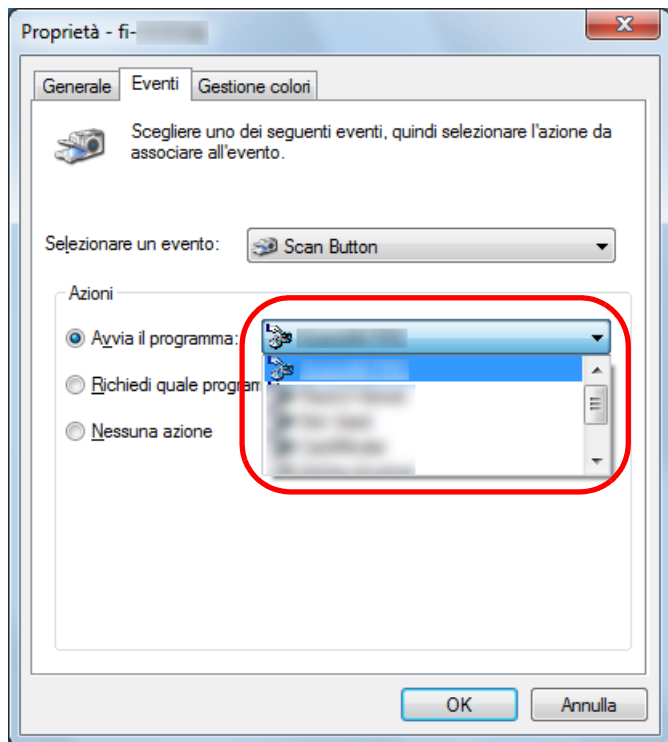 Proprietà - fi-
Generale Eventi Gestione colori
Scegliere uno dei seguenti eventi, quindi selezionare l'azione da
associare all'evento.
Selezionare un evento: Scan Button
Azioni
Avvia il programma:
Richiedi quale program
Nessuna azione
OK Annulla